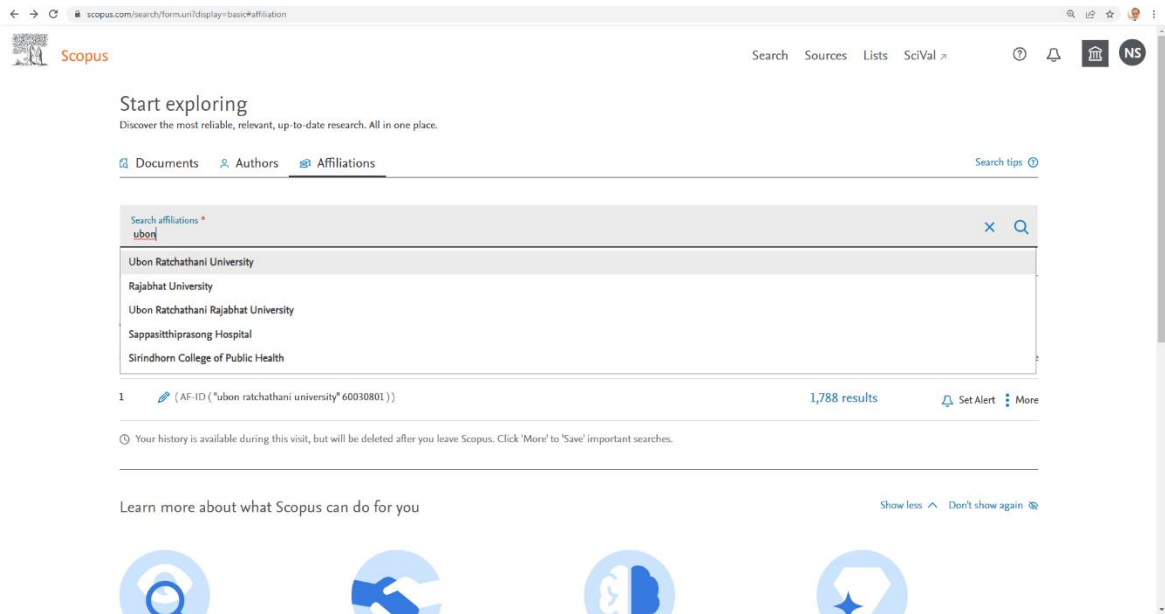 scopus.com/search/form.uri?display=basic#affiliation
Scopus
Search Sources Lists SciVal ↗ NS
Start exploring
Discover the most reliable, relevant, up-to-date research. All in one place.
Documents Authors Affiliations Search tips
Search affiliations *
ubon
Ubon Ratchathani University
Rajabhat University
Ubon Ratchathani Rajabhat University
Sappasitthiprasong Hospital
Sirindhorn College of Public Health
1 ( AF-ID ( "ubon ratchathani university" 60030801 ) ) 1,788 results Set Alert More
Your history is available during this visit, but will be deleted after you leave Scopus. Click 'More' to 'Save' important searches.
Learn more about what Scopus can do for you Show less Don't show again